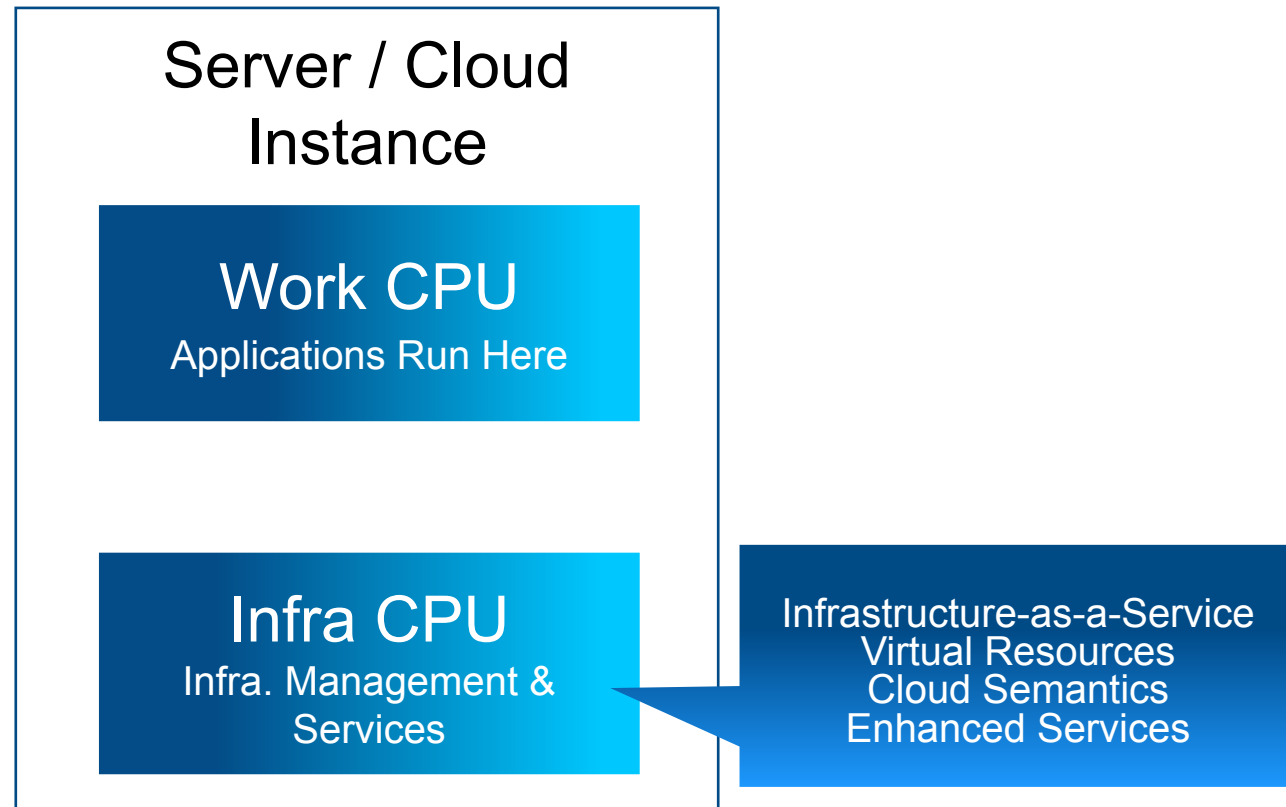 Server / Cloud
Instance
Work CPU
Applications Run Here
Infra CPU
Infra. Management &
Services
Infrastructure-as-a-Service
Virtual Resources
Cloud Semantics
Enhanced Services